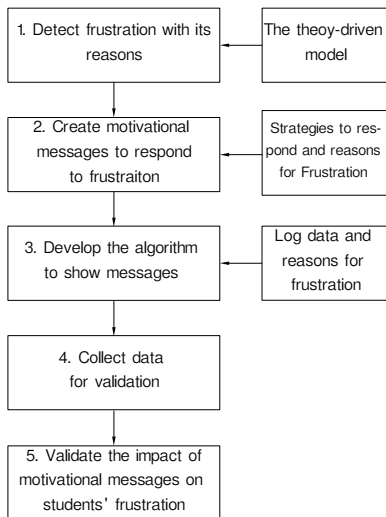 1. Detect frustration with its
reasons
The theoy-driven
model
2. Create motivational
messages to respond
to frustraiton
Strategies to res-
pond and reasons
for Frustration
3. Develop the algorithm
to show messages
Log data and
reasons for
frustration
4. Collect data
for validation
5. Validate the impact of
motivational messages on
students' frustration